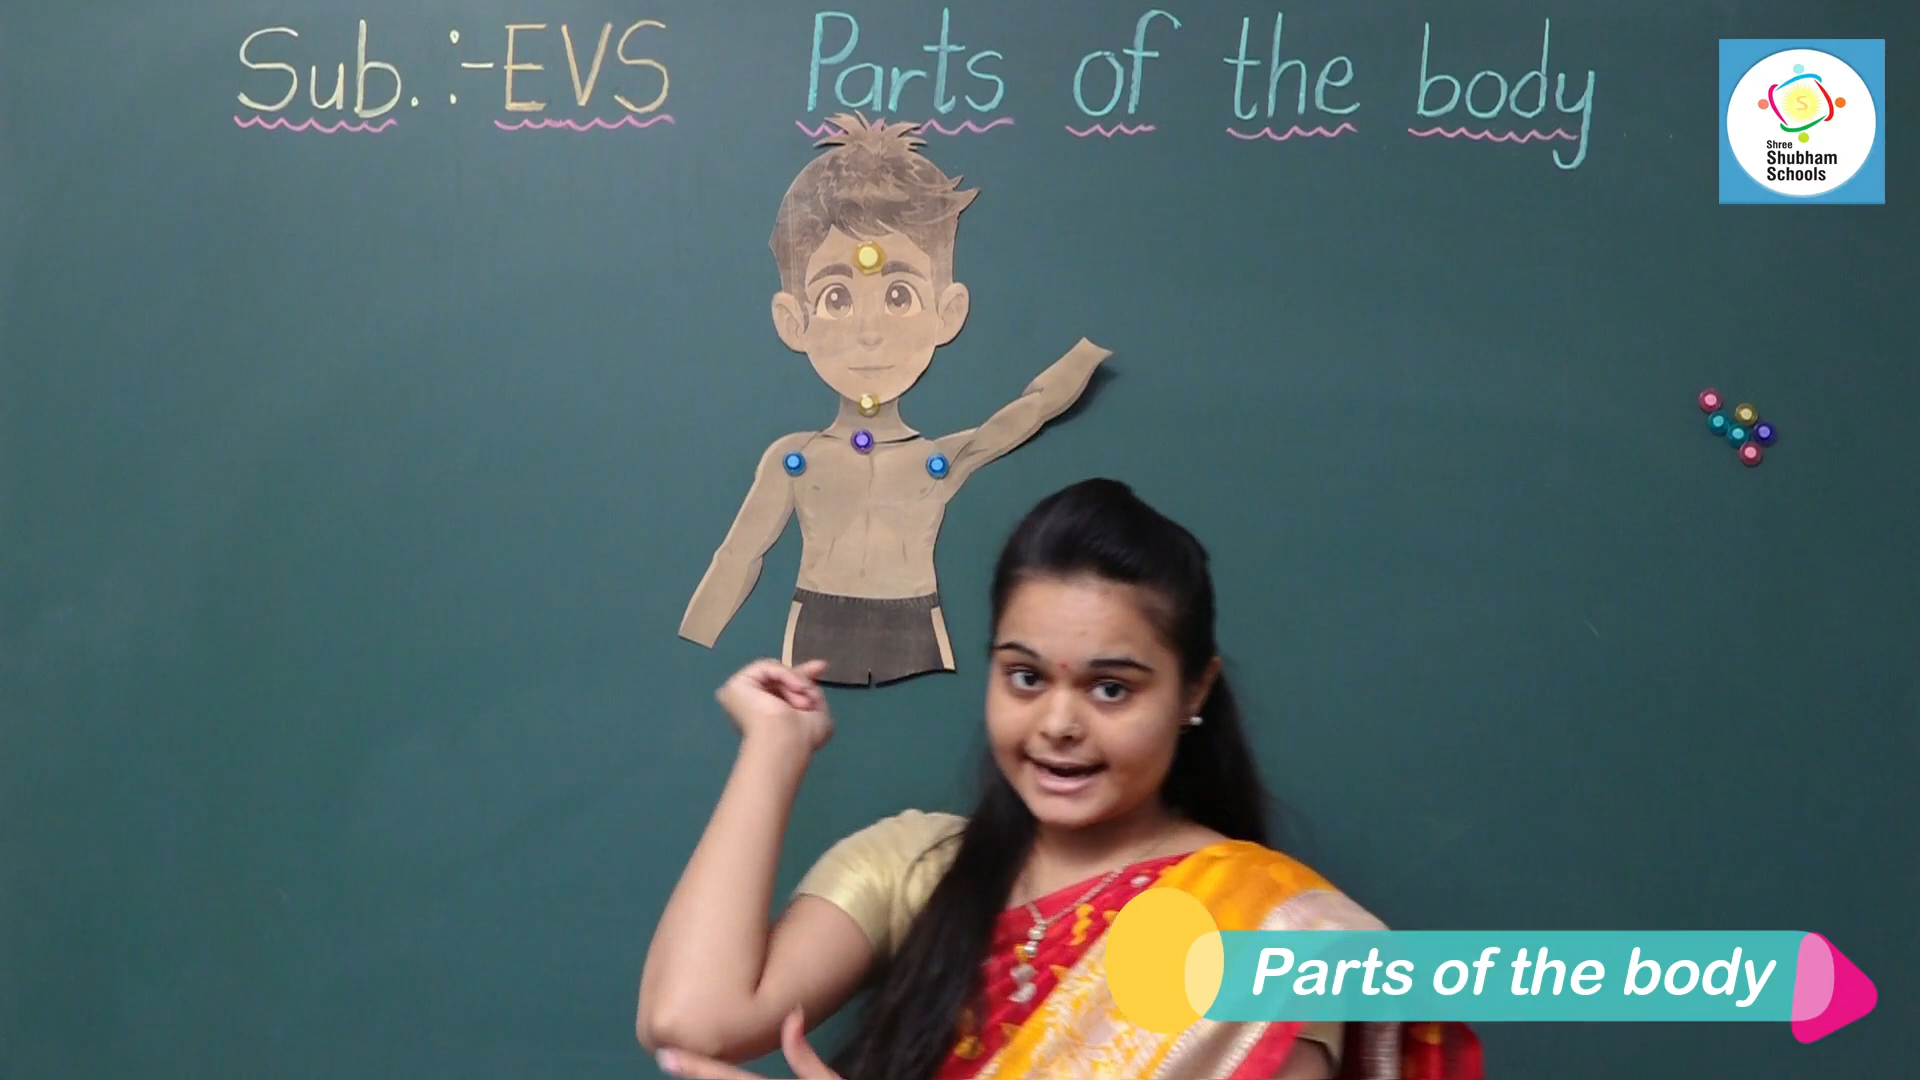 Sub. :- EVS Parts of the body
S
Shree
Shubham
Schools
Parts of the body